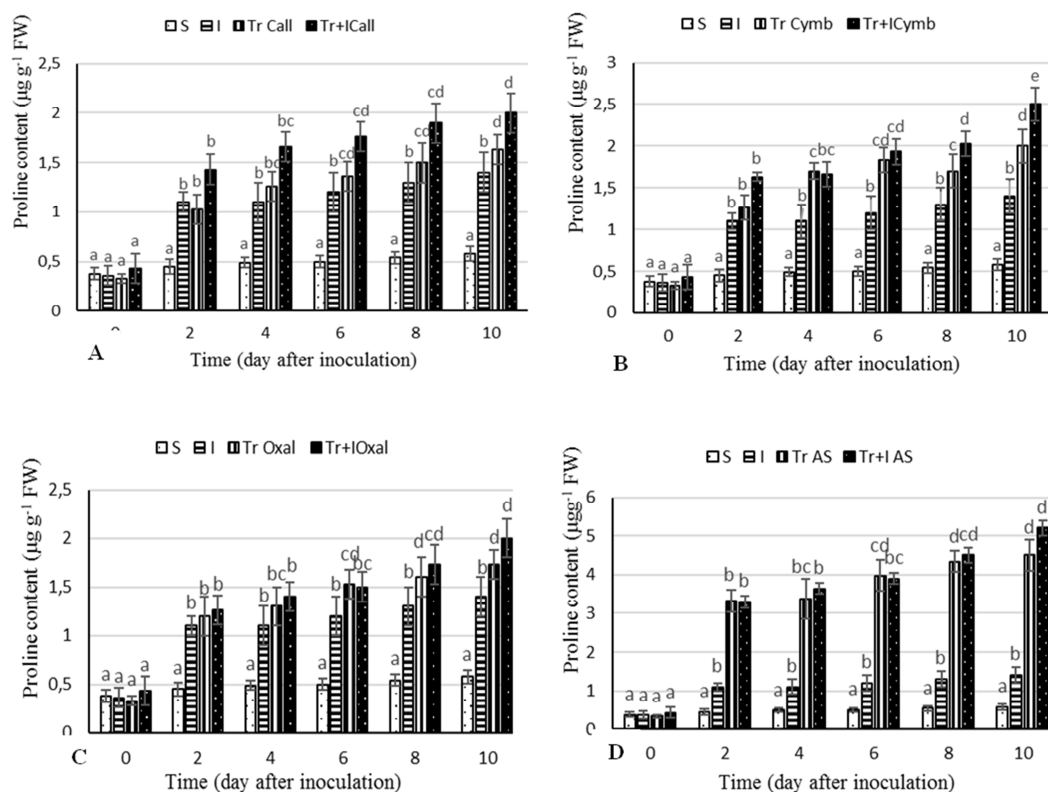 S I Tr Call Tr+ICall
Proline content (µg g-1 FW)
2,5
2
1,5
1
0,5
0
a a a a
a b b b
a b bc bc
a b cd cd
a b cd cd
a b d d
2 4 6 8 10
Time (day after inoculation)
A
S I Tr Cymb Tr+ICymb
Proline content (µg g-1 FW)
3
2,5
2
1,5
1
0,5
0
a a a a
a b b b
a b c bc
a b cd cd
a b c d
a b d e
0 2 4 6 8 10
Time (day after inoculation)
B
S I Tr Oxal Tr+IOxal
Proline content (µg g-1 FW)
2,5
2
1,5
1
0,5
0
a a a a
a b b b
a b bc b
a b cd bc
a b d cd
a b d d
0 2 4 6 8 10
Time (day after inoculation)
C
S I Tr AS Tr+I AS
Proline content (µgg-1 FW)
6
5
4
3
2
1
0
a a a a
a b b b
a b bc b
a b cd bc
a b d cd
a b d d
0 2 4 6 8 10
Time (day after inoculation)
D